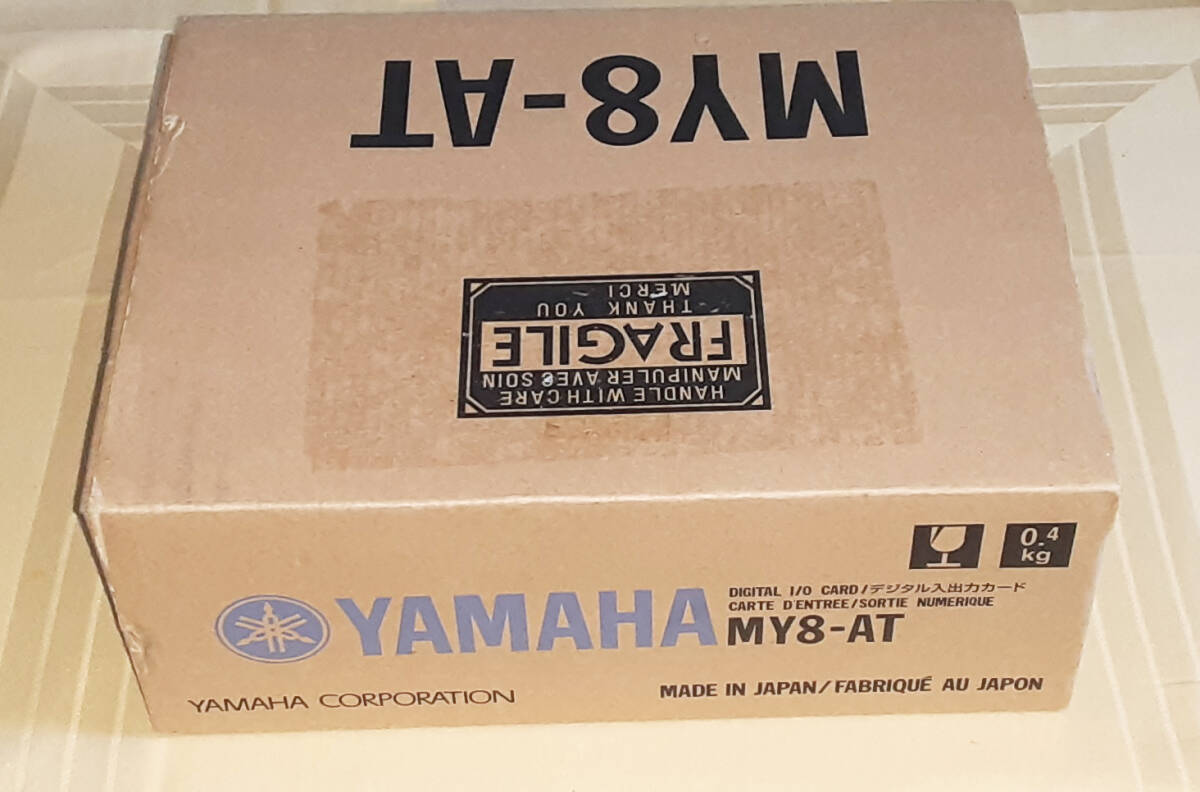 MY8-AT
HANDLE WITH CARE
MANIPULER AVEC SOIN
FRAGILE
THANK YOU
MERCI
0.4
kg
DIGITAL I/O CARD/デジタル入出力カード
CARTE D'ENTREE/SORTIE NUMERIQUE
YAMAHA MY8-AT
YAMAHA CORPORATION
MADE IN JAPAN/FABRIQUÉ AU JAPON